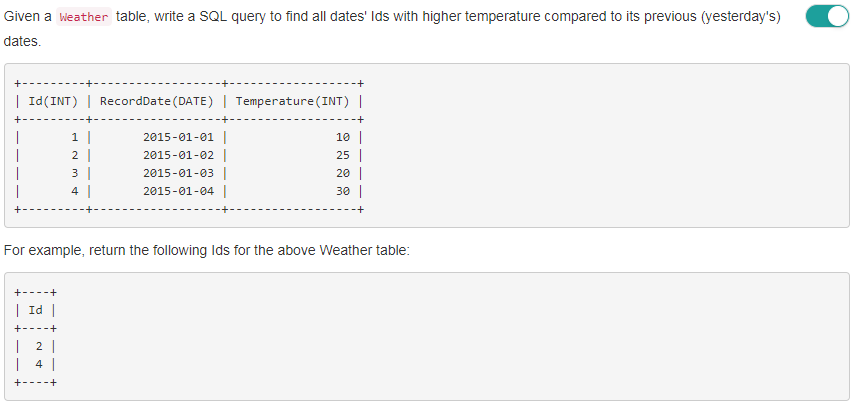 Given a Weather table, write a SQL query to find all dates' Ids with higher temperature compared to its previous (yesterday's)
dates.
+---------+------------------+------------------+
| Id(INT) | RecordDate(DATE) | Temperature(INT) |
+---------+------------------+------------------+
|       1 |       2015-01-01 |               10 |
|       2 |       2015-01-02 |               25 |
|       3 |       2015-01-03 |               20 |
|       4 |       2015-01-04 |               30 |
+---------+------------------+------------------+
For example, return the following Ids for the above Weather table:
+----+
| Id |
+----+
|  2 |
|  4 |
+----+